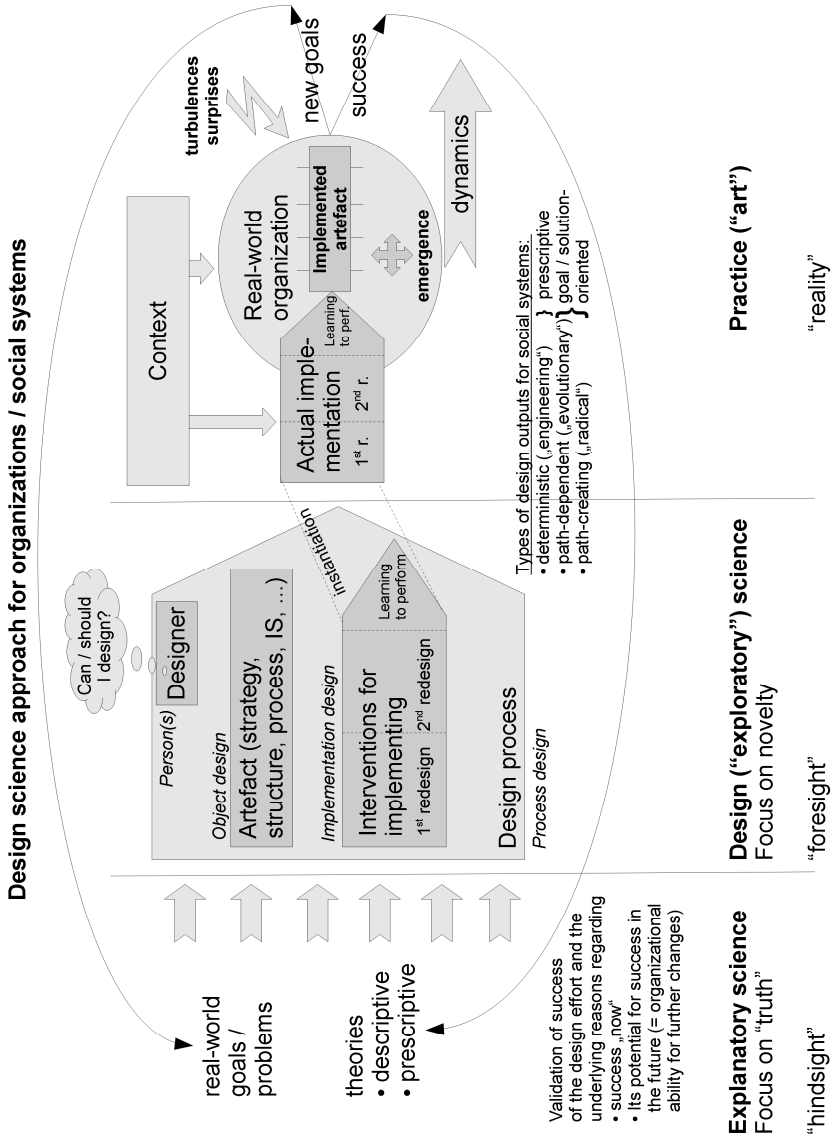 Design science approach for organizations / social systems
real-world
goals /
problems
theories
• descriptive
• prescriptive
Validation of success
of the design effort and the
underlying reasons regarding
• success „now“
• Its potential for success in
the future (= organizational
ability for further changes)
Explanatory science
Focus on “truth”
“hindsight”
Can / should
I design?
Person(s)
Designer
Object design
Artefact (strategy,
structure, process, IS, ...)
Implementation design
Interventions for
implementing
1st redesign
2nd redesign
Learning
to perform
instantiation
Design process
Process design
Design (“exploratory”) science
Focus on novelty
“foresight”
Context
turbulences
surprises
Real-world
organization
Implemented
artefact
Actual imple-
mentation
1st r.
2nd r.
Learning
to perf.
emergence
new goals
success
dynamics
Types of design outputs for social systems:
• deterministic („engineering“) } prescriptive
• path-dependent („evolutionary“) } goal / solution-
• path-creating („radical“) oriented
Practice (“art”)
“reality”